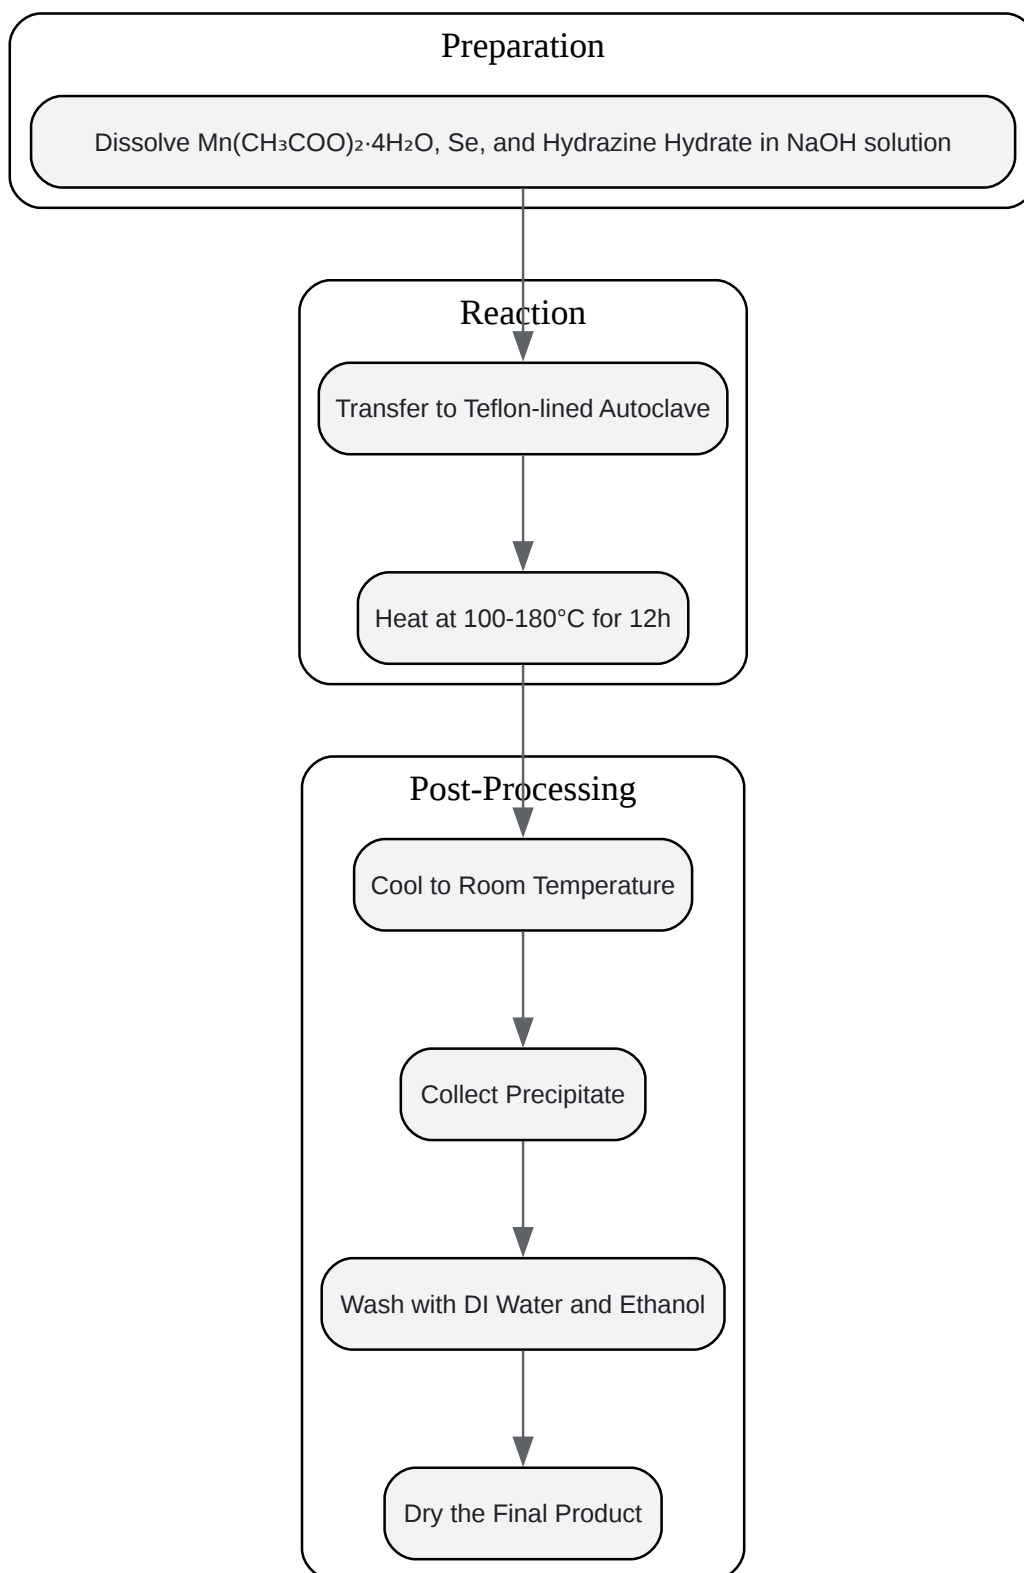 Preparation
Dissolve Mn(CH₃COO)₂·4H₂O, Se, and Hydrazine Hydrate in NaOH solution
Reaction
Transfer to Teflon-lined Autoclave
Heat at 100-180°C for 12h
Post-Processing
Cool to Room Temperature
Collect Precipitate
Wash with DI Water and Ethanol
Dry the Final Product